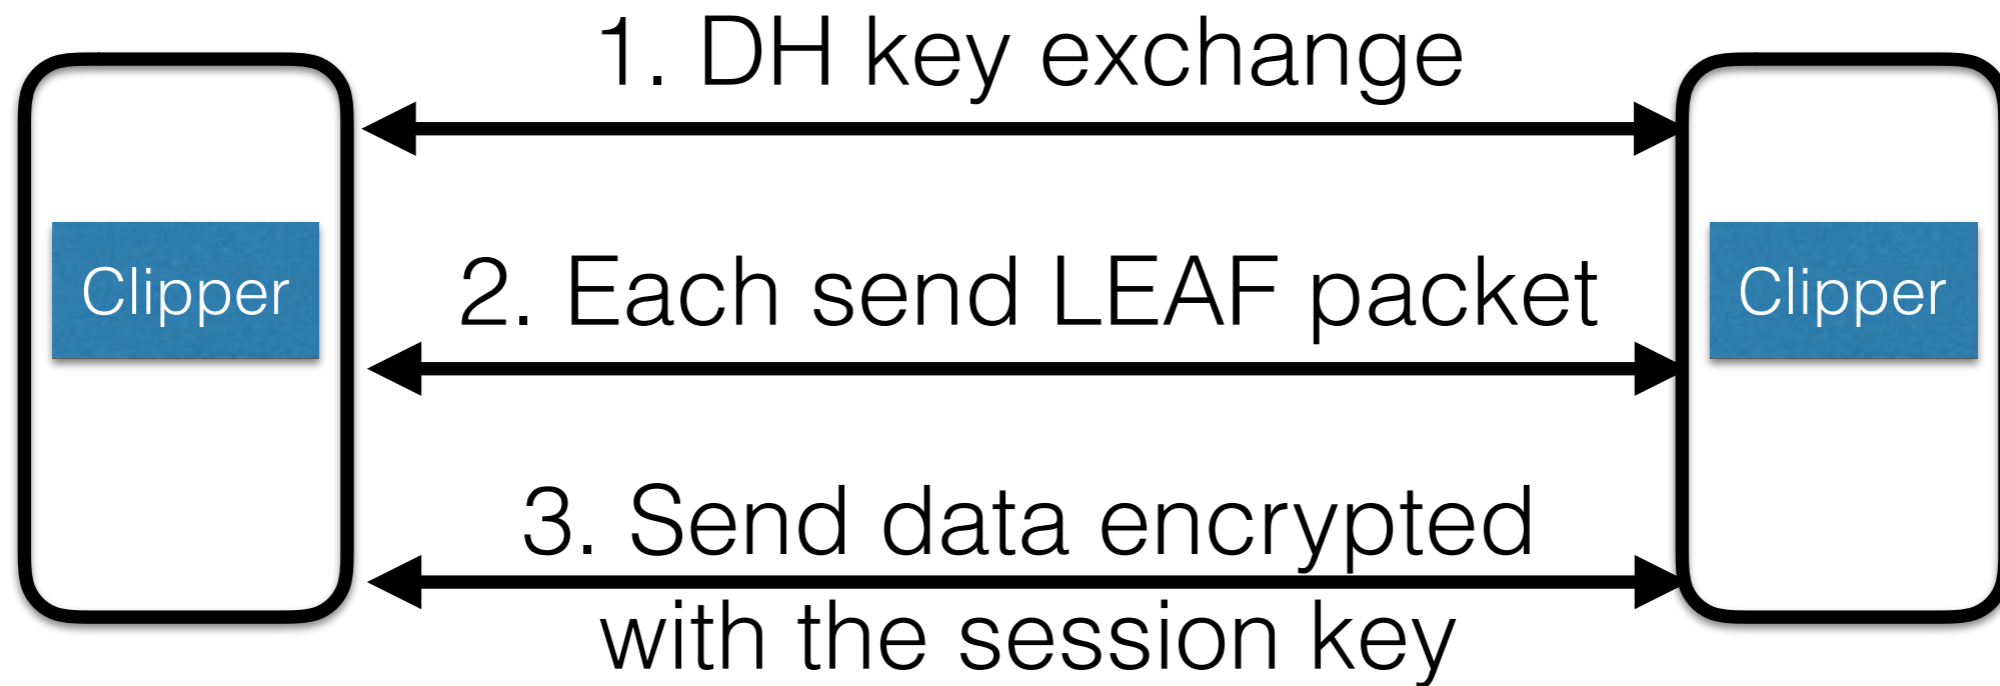 1. DH key exchange
Clipper
2. Each send LEAF packet
Clipper
3. Send data encrypted
with the session key